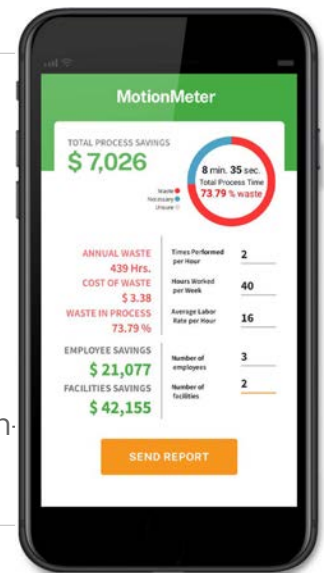 MotionMeter
TOTAL PROCESS SAVINGS
$ 7,026
8 min. 35 sec.
Total Process Time
73.79 % waste
Waste
Necessary
Unsure
ANNUAL WASTE
439 Hrs.
COST OF WASTE
$ 3.38
WASTE IN PROCESS
73.79 %
Times Performed
per Hour
2
Hours Worked
per Week
40
Average Labor
Rate per Hour
16
EMPLOYEE SAVINGS
$ 21,077
FACILITIES SAVINGS
$ 42,155
Number of
employees
3
Number of
facilities
2
SEND REPORT